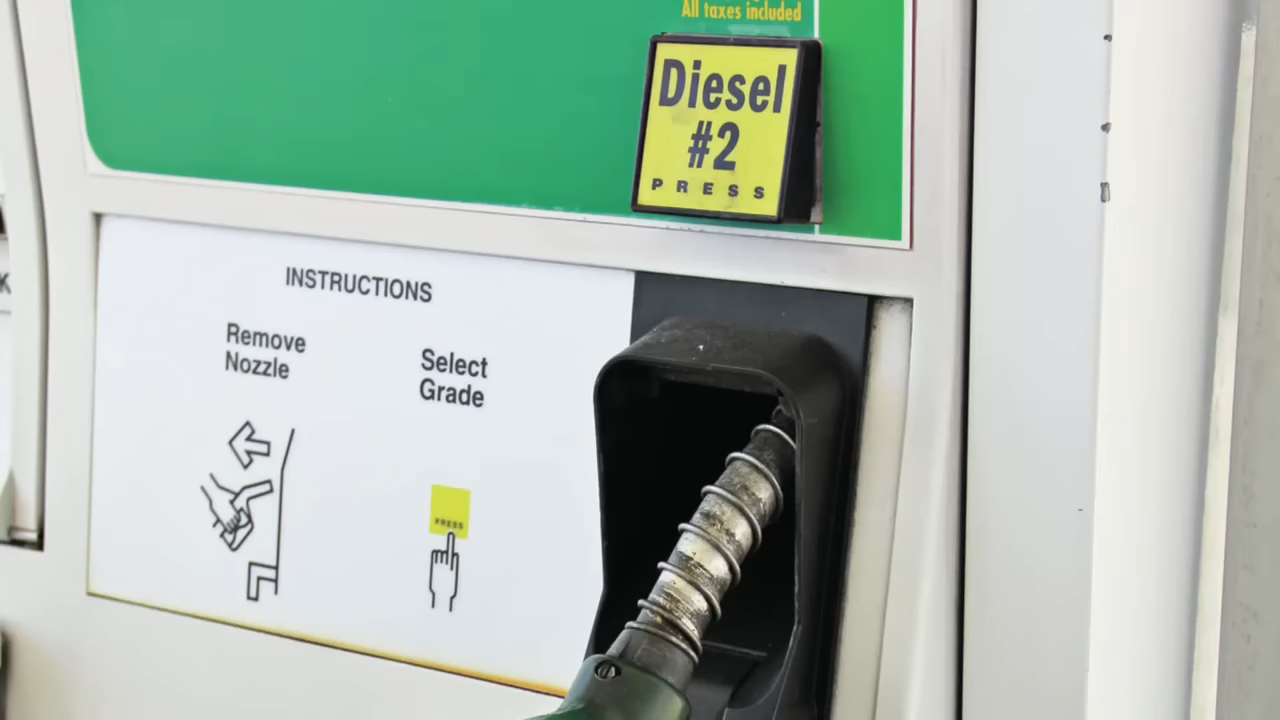 All taxes included
Diesel
#2
PRESS
INSTRUCTIONS
Remove
Nozzle
Select
Grade
PRESS
K